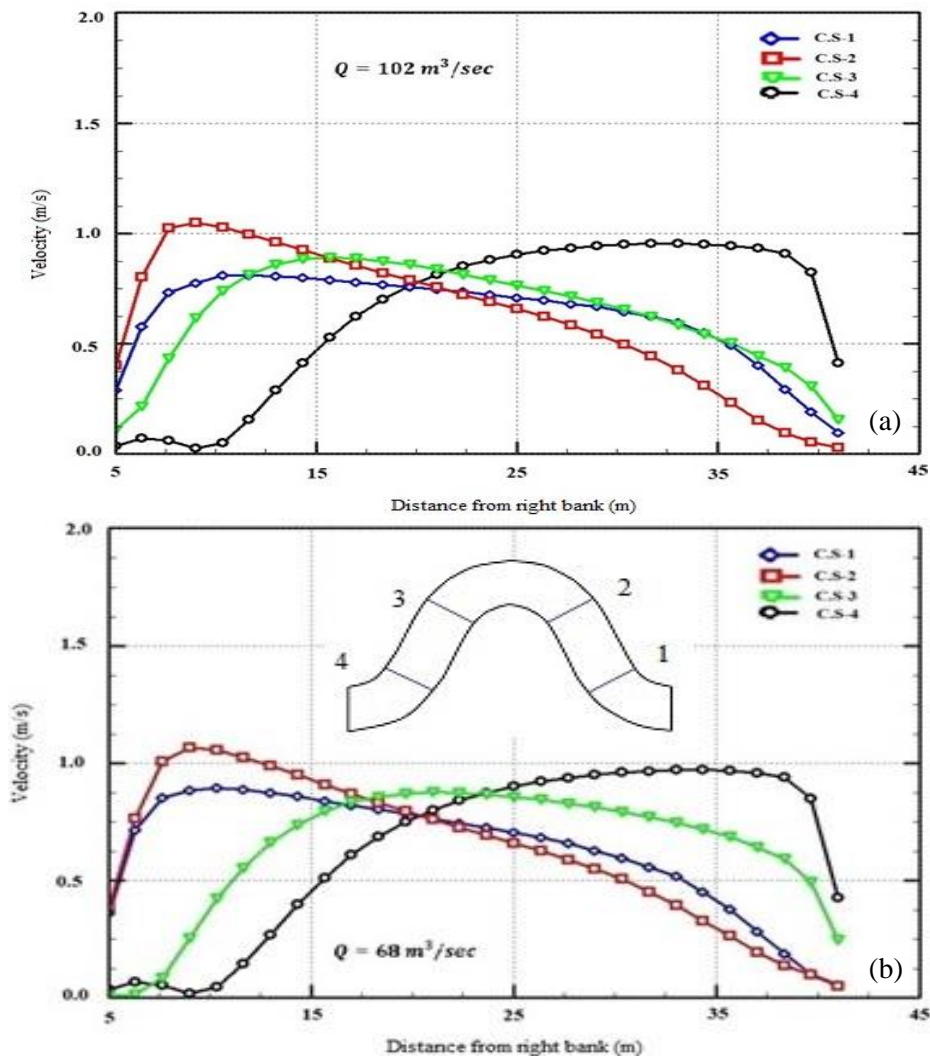 2.0
1.5
1.0
0.5
0.0
Velocity (m/s)
Q = 102 m³/sec
C.S-1
C.S-2
C.S-3
C.S-4
(a)
5 15 25 35 45
Distance from right bank (m)
2.0
1.5
1.0
0.5
0.0
Velocity (m/s)
C.S-1
C.S-2
C.S-3
C.S-4
3 2
4 1
Q = 68 m³/sec
(b)
5 15 25 35 45
Distance from right bank (m)